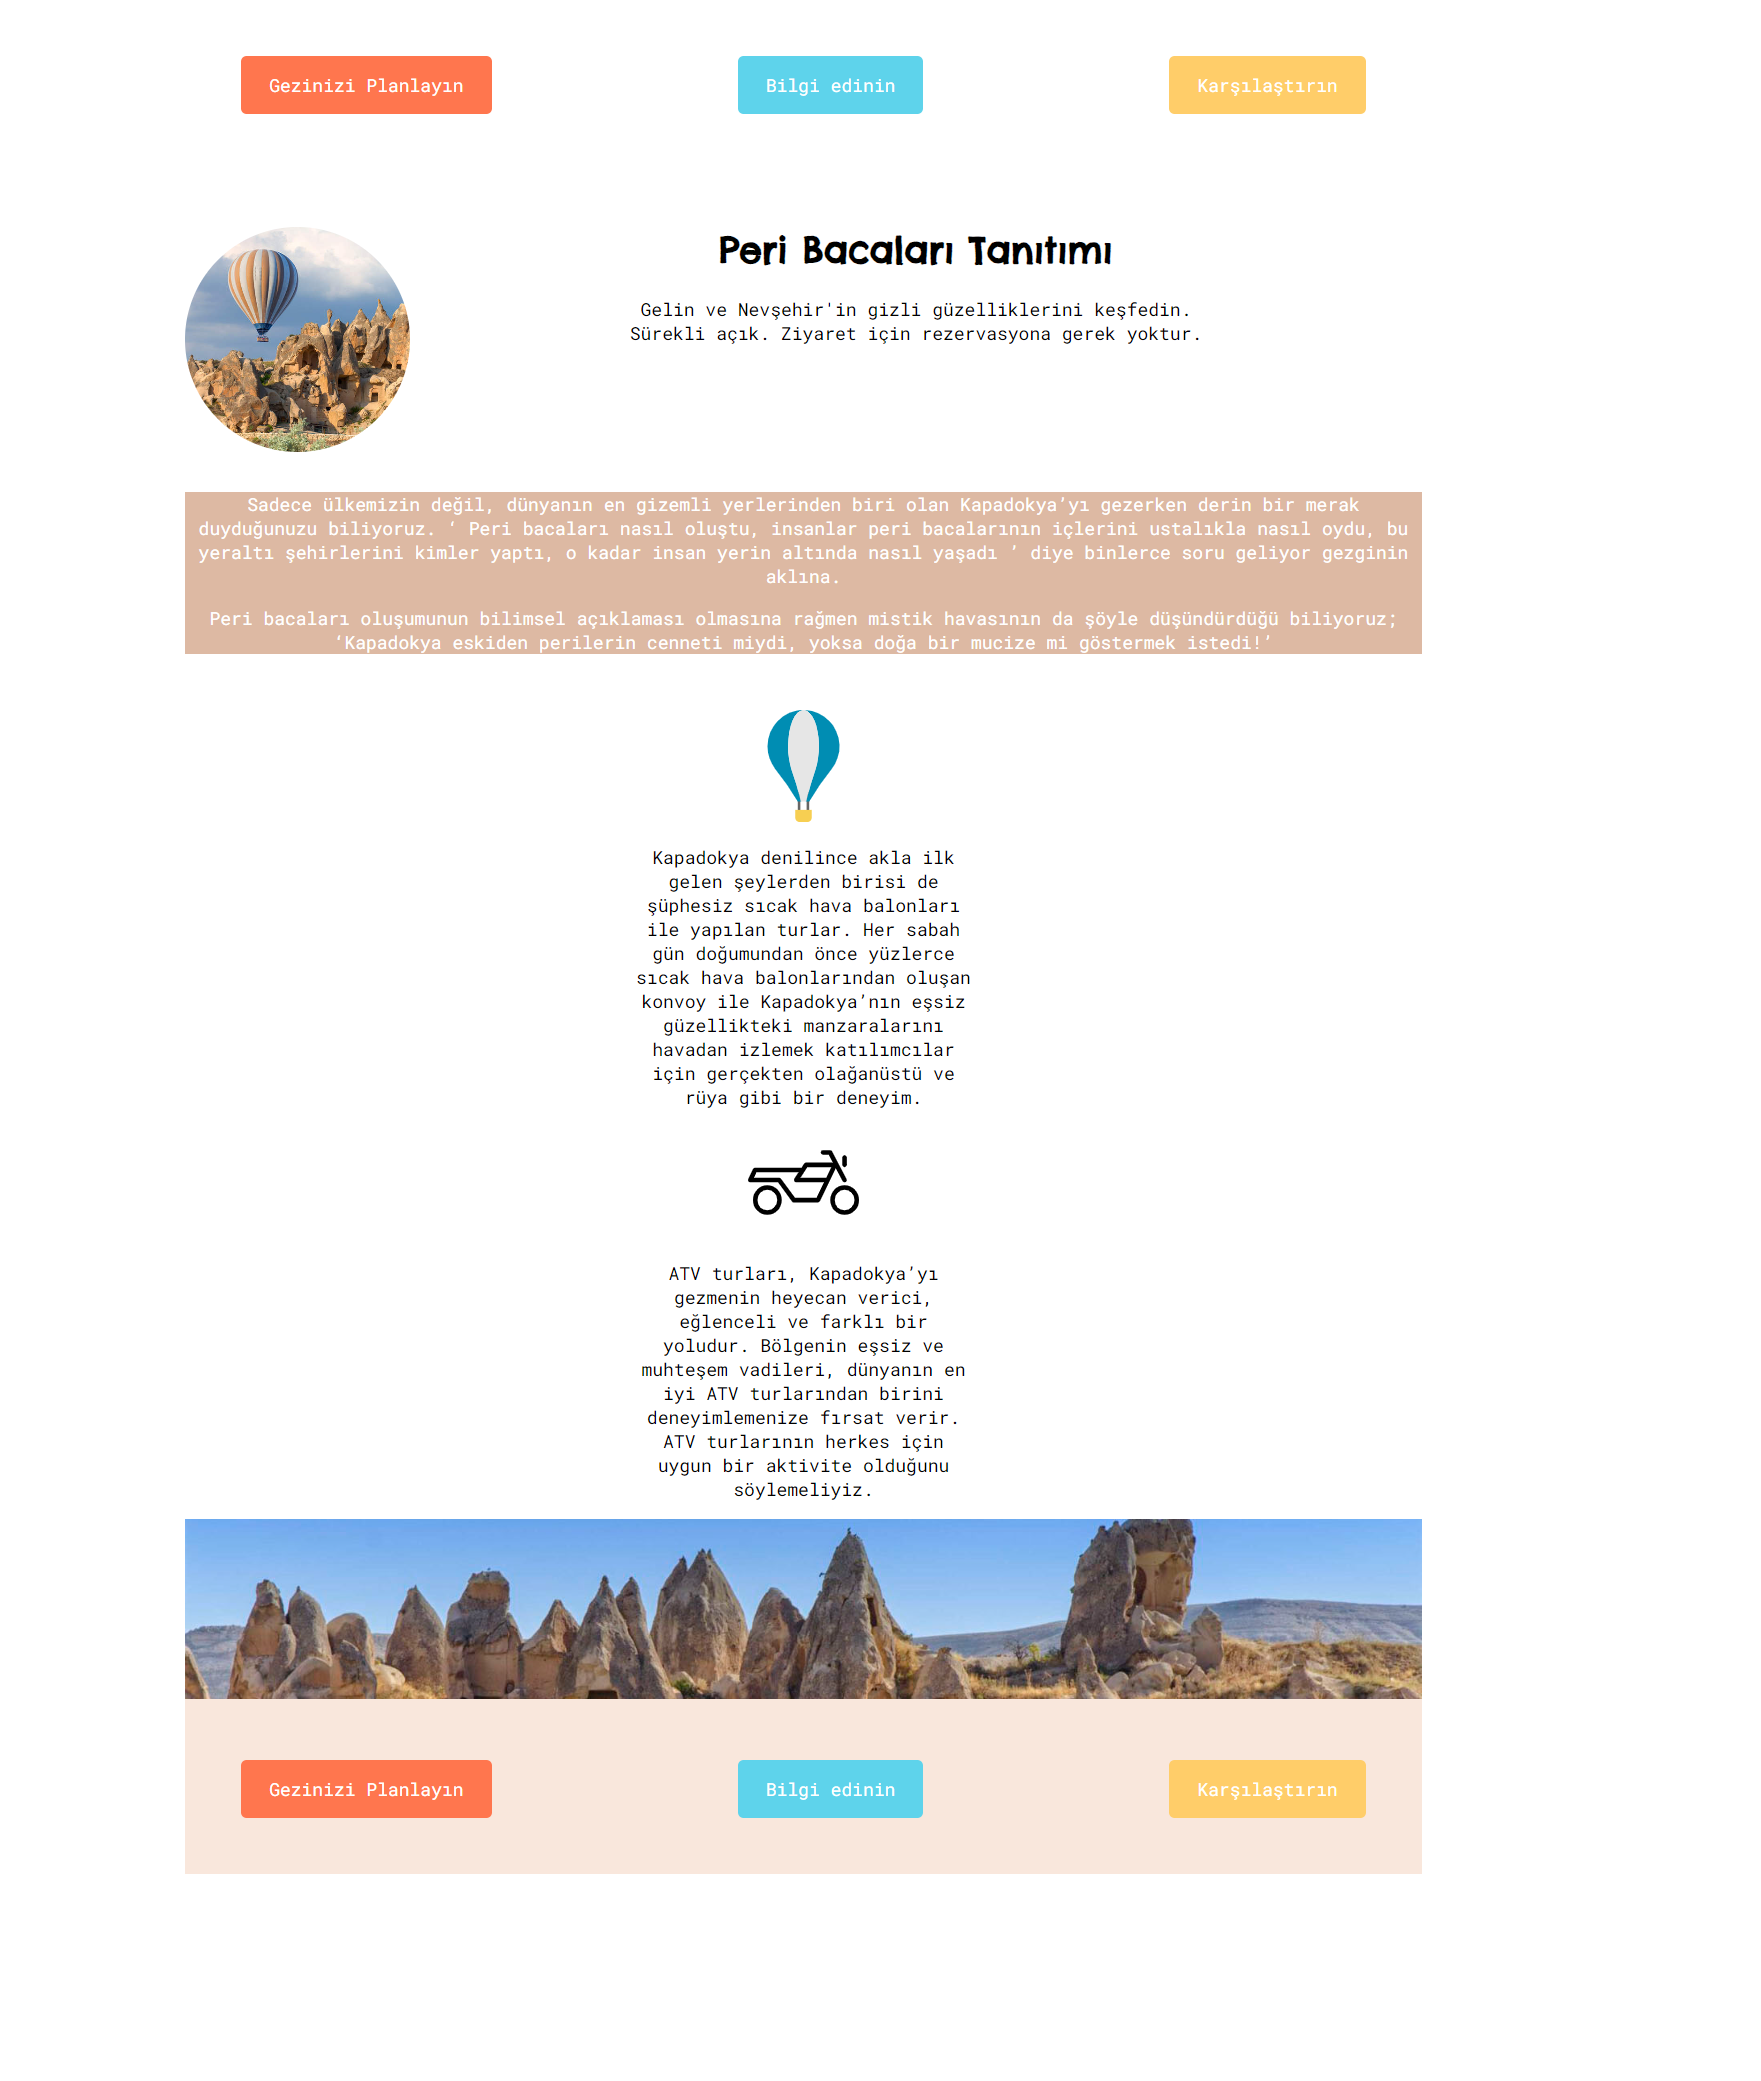 Gezinizi Planlayın
Bilgi edinin
Karşılaştırın
Peri Bacaları Tanıtımı
Gelin ve Nevşehir'in gizli güzelliklerini keşfedin.
Sürekli açık. Ziyaret için rezervasyona gerek yoktur.
Sadece ülkemizin değil, dünyanın en gizemli yerlerinden biri olan Kapadokya’yı gezerken derin bir merak
duyduğunuzu biliyoruz. ‘ Peri bacaları nasıl oluştu, insanlar peri bacalarının içlerini ustalıkla nasıl oydu, bu
yeraltı şehirlerini kimler yaptı, o kadar insan yerin altında nasıl yaşadı ’ diye binlerce soru geliyor gezginin
aklına.
Peri bacaları oluşumunun bilimsel açıklaması olmasına rağmen mistik havasının da şöyle düşündürdüğü biliyoruz;
‘Kapadokya eskiden perilerin cenneti miydi, yoksa doğa bir mucize mi göstermek istedi!’
Kapadokya denilince akla ilk
gelen şeylerden birisi de
şüphesiz sıcak hava balonları
ile yapılan turlar. Her sabah
gün doğumundan önce yüzlerce
sıcak hava balonlarından oluşan
konvoy ile Kapadokya’nın eşsiz
güzellikteki manzaralarını
havadan izlemek katılımcılar
için gerçekten olağanüstü ve
rüya gibi bir deneyim.
ATV turları, Kapadokya’yı
gezmenin heyecan verici,
eğlenceli ve farklı bir
yoludur. Bölgenin eşsiz ve
muhteşem vadileri, dünyanın en
iyi ATV turlarından birini
deneyimlemenize fırsat verir.
ATV turlarının herkes için
uygun bir aktivite olduğunu
söylemeliyiz.
Gezinizi Planlayın
Bilgi edinin
Karşılaştırın